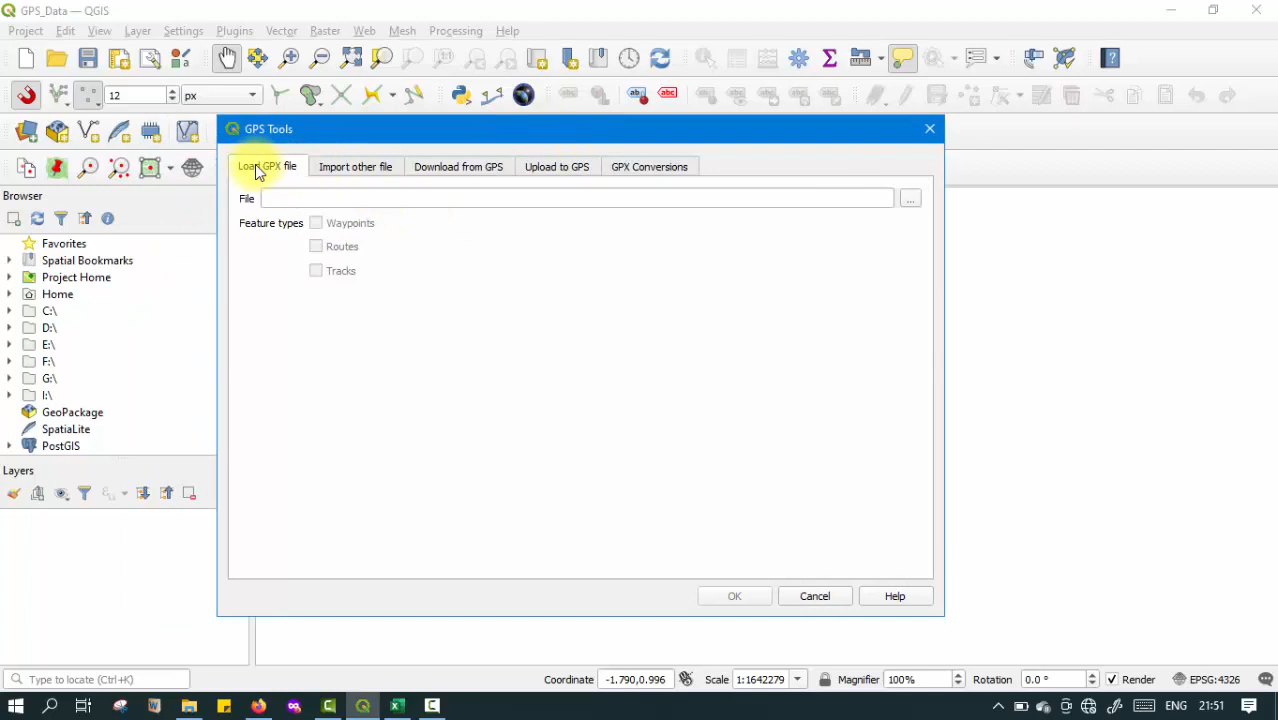 GPS_Data — QGIS
Project Edit View Layer Settings Plugins Vector Raster Web Mesh Processing Help
12 px
GPS Tools
Load GPX file Import other file Download from GPS Upload to GPS GPX Conversions
File ...
Feature types Waypoints
Routes
Tracks
OK Cancel Help
Browser
Favorites
Spatial Bookmarks
Project Home
Home
C:\
D:\
E:\
F:\
G:\
I:\
GeoPackage
SpatiaLite
PostGIS
Layers
Type to locate (Ctrl+K) Coordinate -1.790,0.996 Scale 1:1642279 Magnifier 100% Rotation 0.0 ° Render EPSG:4326
ENG 21:51